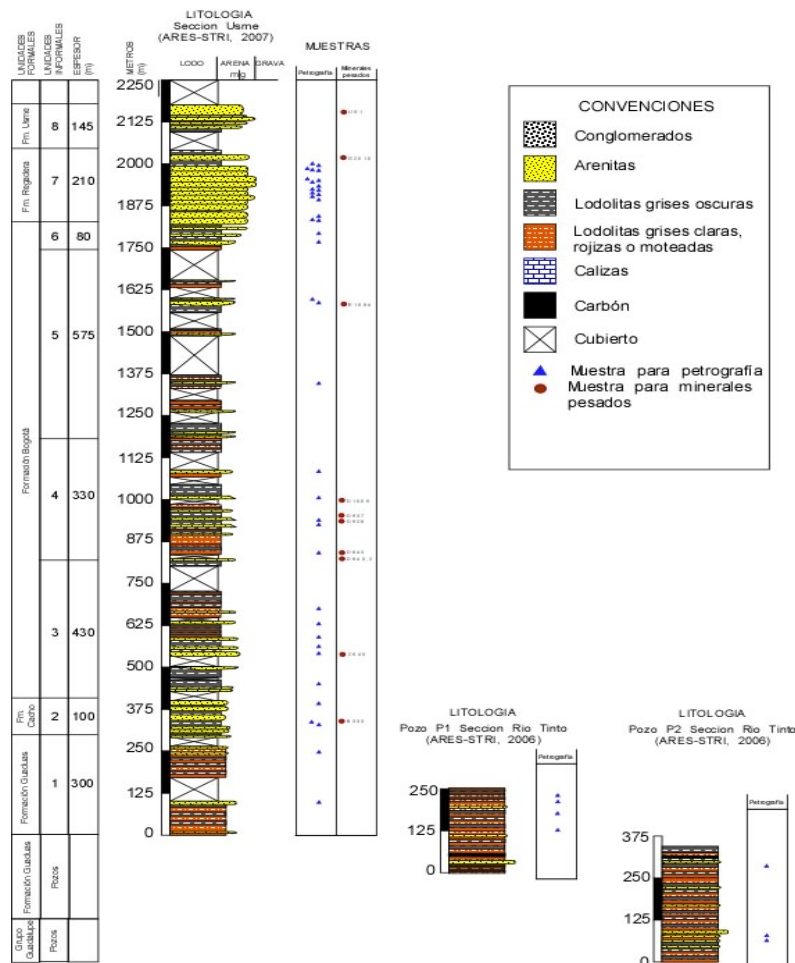 LITOLOGIA
Seccion Usme
(ARES-STRI, 2007)
UNIDADES FORMALES
UNIDADES INFORMALES
ESPESOR (m)
METROS (m)
LODO
ARENA
GRAVA
m g
MUESTRAS
Petrografía
Minerales pesados
2250
2125
2000
1875
1750
1625
1500
1375
1250
1125
1000
875
750
625
500
375
250
125
0
Fm. Usme
8
145
Fm. Regadera
7
210
Formación Bogotá
6
80
5
575
4
330
3
430
Fm. Cacho
2
100
Formación Guaduas
1
300
Formación Guaduas
Pozos
Grupo Guadalupe
Pozos
CONVENCIONES
Conglomerados
Arenitas
Lodolitas grises oscuras
Lodolitas grises claras,
rojizas o moteadas
Calizas
Carbón
Cubierto
Muestra para petrografía
Muestra para minerales
pesados
LITOLOGIA
Pozo P1 Seccion Rio Tinto
(ARES-STRI, 2006)
Petrografía
250
125
0
LITOLOGIA
Pozo P2 Seccion Rio Tinto
(ARES-STRI, 2006)
Petrografía
375
250
125
0